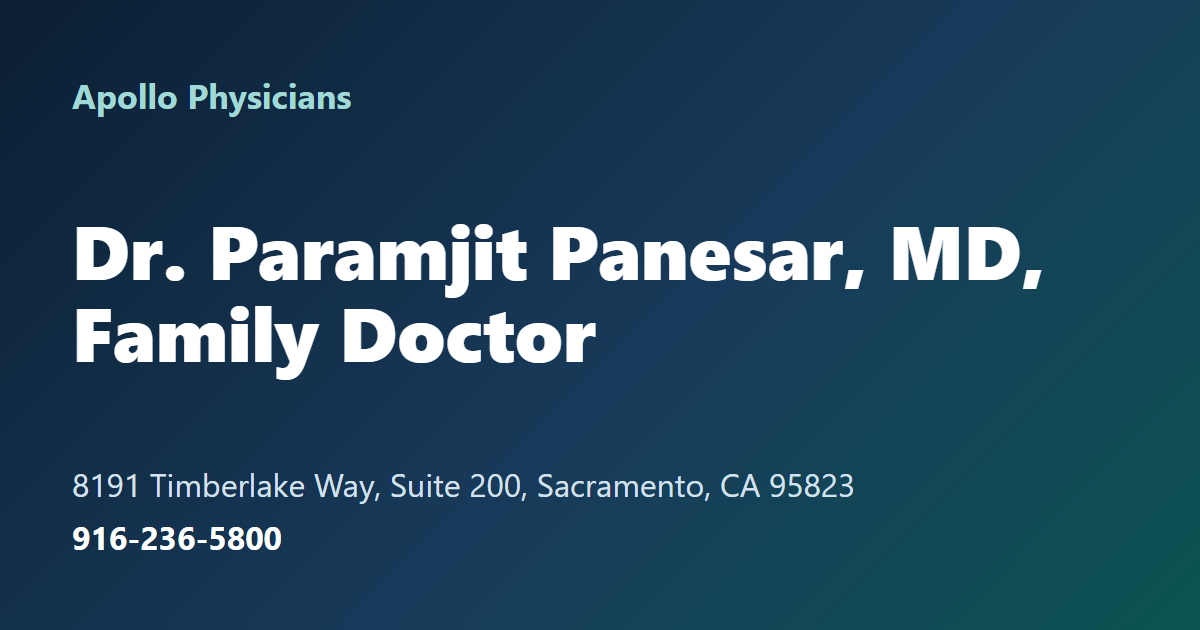 Apollo Physicians
Dr. Paramjit Panesar, MD,
Family Doctor
8191 Timberlake Way, Suite 200, Sacramento, CA 95823
916-236-5800